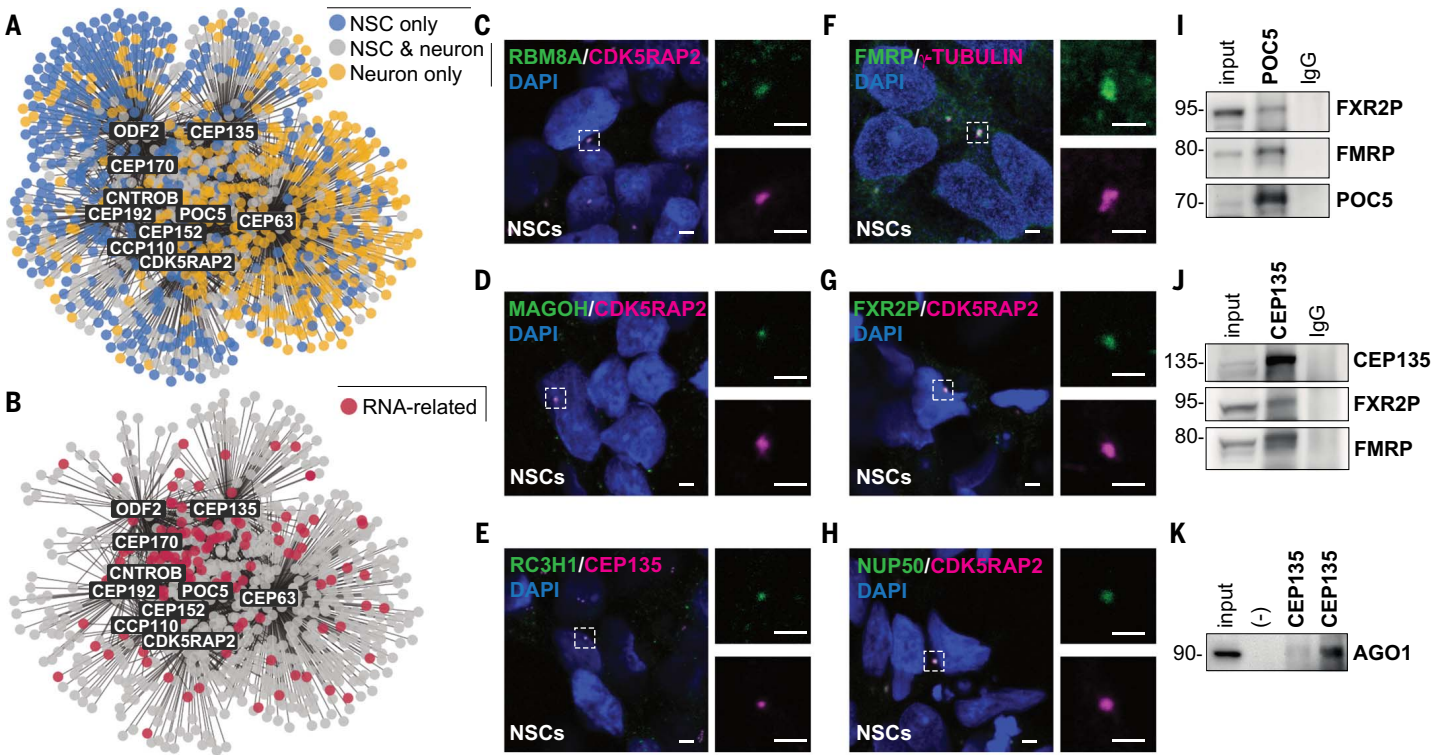 A
NSC only
NSC & neuron
Neuron only
ODF2
CEP135
CEP170
CNTROB
CEP192
POC5
CEP63
CEP152
CCP110
CDK5RAP2
B
RNA-related
ODF2
CEP135
CEP170
CNTROB
CEP192
POC5
CEP63
CEP152
CCP110
CDK5RAP2
C
RBM8A/CDK5RAP2
DAPI
NSCs
D
MAGOH/CDK5RAP2
DAPI
NSCs
E
RC3H1/CEP135
DAPI
NSCs
F
FMRP/γ-TUBULIN
DAPI
NSCs
G
FXR2P/CDK5RAP2
DAPI
NSCs
H
NUP50/CDK5RAP2
DAPI
NSCs
I
input
POC5
IgG
95-
FXR2P
80-
FMRP
70-
POC5
J
input
CEP135
IgG
135-
CEP135
95-
FXR2P
80-
FMRP
K
input
(-)
CEP135
CEP135
90-
AGO1